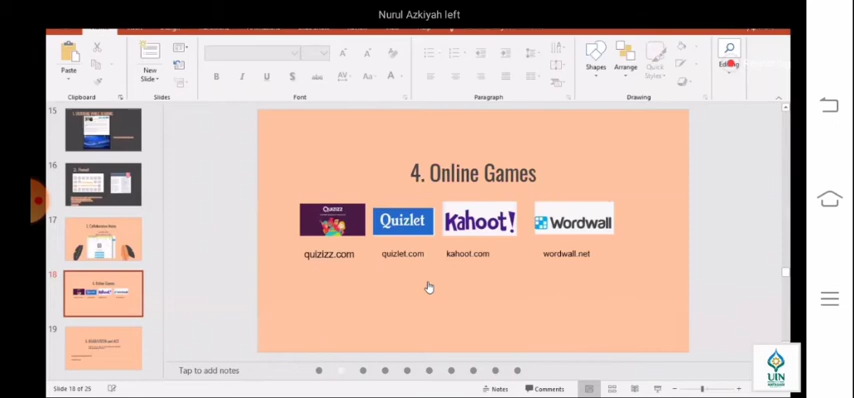 Nurul Azkiyah left
Paste
New
Slide
Shapes
Arrange
Quick
Styles
Editing
Clipboard
Slides
Font
Paragraph
Drawing
15
16
17
18
19
4. Online Games
QUIZIZZ
Quizlet
Kahoot!
Wordwall
quizizz.com
quizlet.com
kahoot.com
wordwall.net
Tap to add notes
Slide 18 of 25
Notes
Comments
UIN